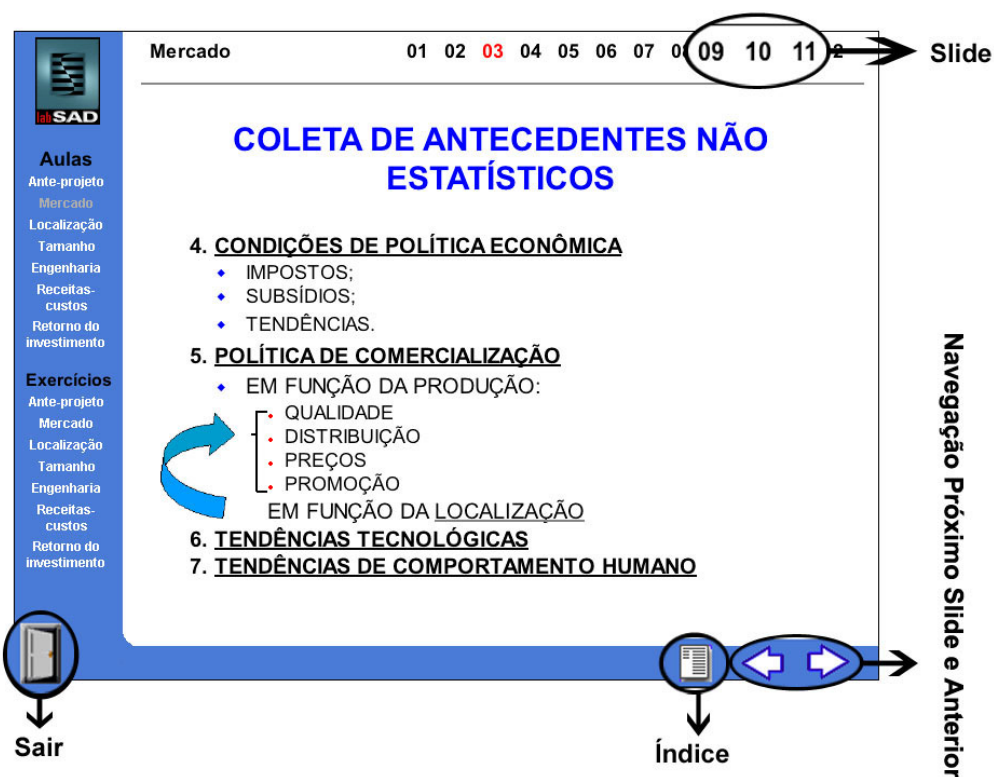 Mercado 01 02 03 04 05 06 07 0 09 10 11 2
Slide
labSAD
COLETA DE ANTECEDENTES NÃO
ESTATÍSTICOS
Aulas
Ante-projeto
Mercado
Localização
Tamanho
Engenharia
Receitas-
custos
Retorno do
investimento
Exercícios
Ante-projeto
Mercado
Localização
Tamanho
Engenharia
Receitas-
custos
Retorno do
investimento
4. CONDIÇÕES DE POLÍTICA ECONÔMICA
IMPOSTOS;
SUBSÍDIOS;
TENDÊNCIAS.
5. POLÍTICA DE COMERCIALIZAÇÃO
EM FUNÇÃO DA PRODUÇÃO:
QUALIDADE
DISTRIBUIÇÃO
PREÇOS
PROMOÇÃO
EM FUNÇÃO DA LOCALIZAÇÃO
6. TENDÊNCIAS TECNOLÓGICAS
7. TENDÊNCIAS DE COMPORTAMENTO HUMANO
Navegação Próximo Slide e Anterior
Sair
Índice